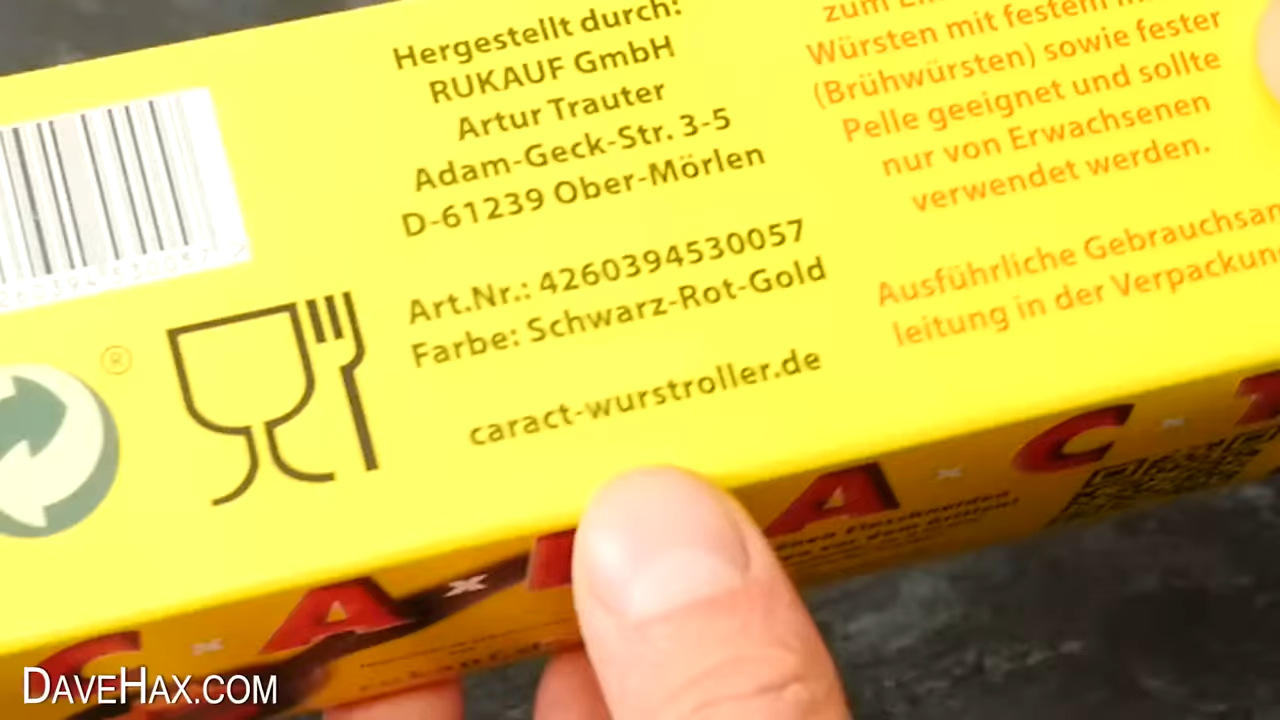 Hergestellt durch:
RUKAUF GmbH
Artur Trauter
Adam-Geck-Str. 3-5
D-61239 Ober-Mörlen
Art.Nr.: 4260394530057
Farbe: Schwarz-Rot-Gold
caract-wurstroller.de
zum
Würsten mit festem
(Brühwürsten) sowie fester
Pelle geeignet und sollte
nur von Erwachsenen
verwendet werden.
Ausführliche
leitung in der
®
C x A x A x C x
DAVEHAX.COM